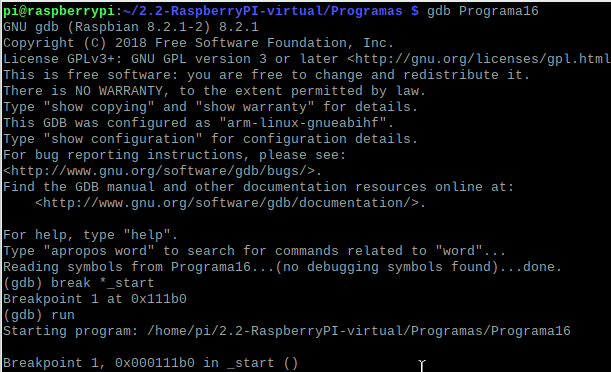 pi@raspberrypi:~/2.2-RaspberryPI-virtual/Programas $ gdb Programa16
GNU gdb (Raspbian 8.2.1-2) 8.2.1
Copyright (C) 2018 Free Software Foundation, Inc.
License GPLv3+: GNU GPL version 3 or later <http://gnu.org/licenses/gpl.html
This is free software: you are free to change and redistribute it.
There is NO WARRANTY, to the extent permitted by law.
Type "show copying" and "show warranty" for details.
This GDB was configured as "arm-linux-gnueabihf".
Type "show configuration" for configuration details.
For bug reporting instructions, please see:
<http://www.gnu.org/software/gdb/bugs/>.
Find the GDB manual and other documentation resources online at:
    <http://www.gnu.org/software/gdb/documentation/>.

For help, type "help".
Type "apropos word" to search for commands related to "word"...
Reading symbols from Programa16...(no debugging symbols found)...done.
(gdb) break *_start
Breakpoint 1 at 0x111b0
(gdb) run
Starting program: /home/pi/2.2-RaspberryPI-virtual/Programas/Programa16

Breakpoint 1, 0x000111b0 in _start ()